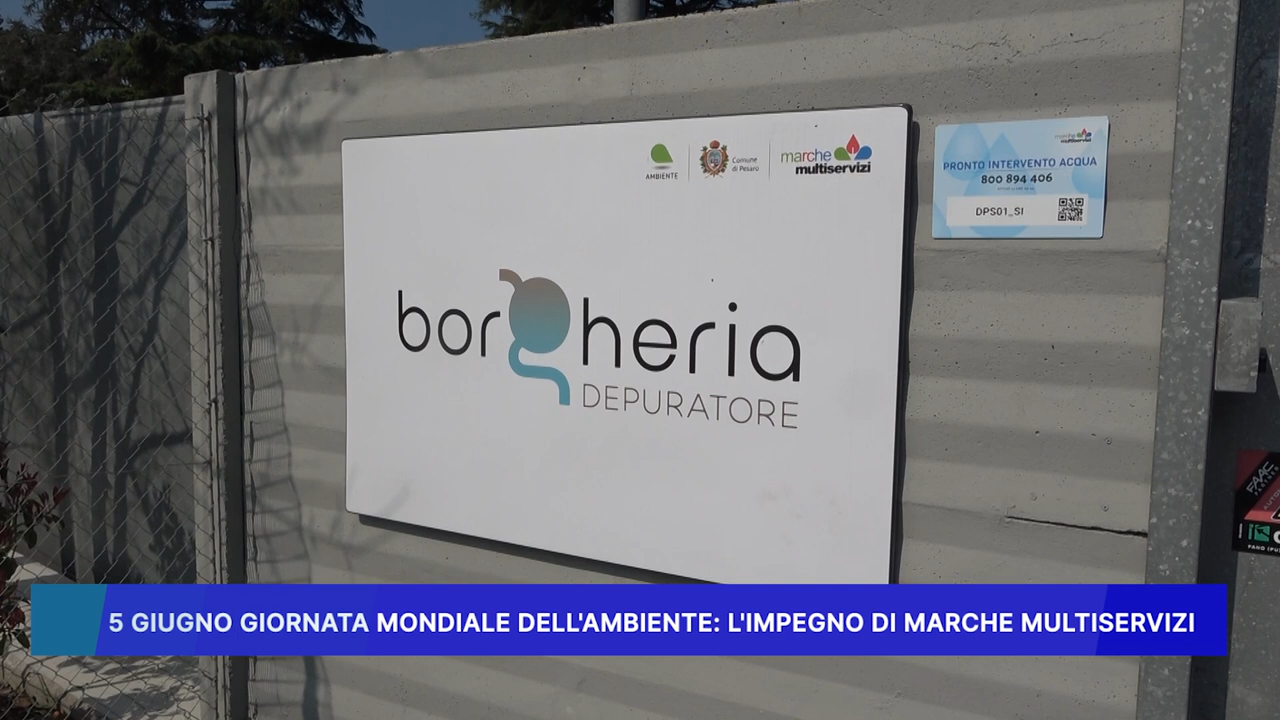 AMBIENTE
Comune
di Pesaro
marche
multiservizi
borgheria
DEPURATORE
marche
multiservizi
PRONTO INTERVENTO ACQUA
800 894 406
DPS01_SI
FAAC
5 GIUGNO GIORNATA MONDIALE DELL'AMBIENTE: L'IMPEGNO DI MARCHE MULTISERVIZI